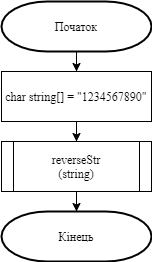 Початок
char string[] = "1234567890"
reverseStr
(string)
Кінець